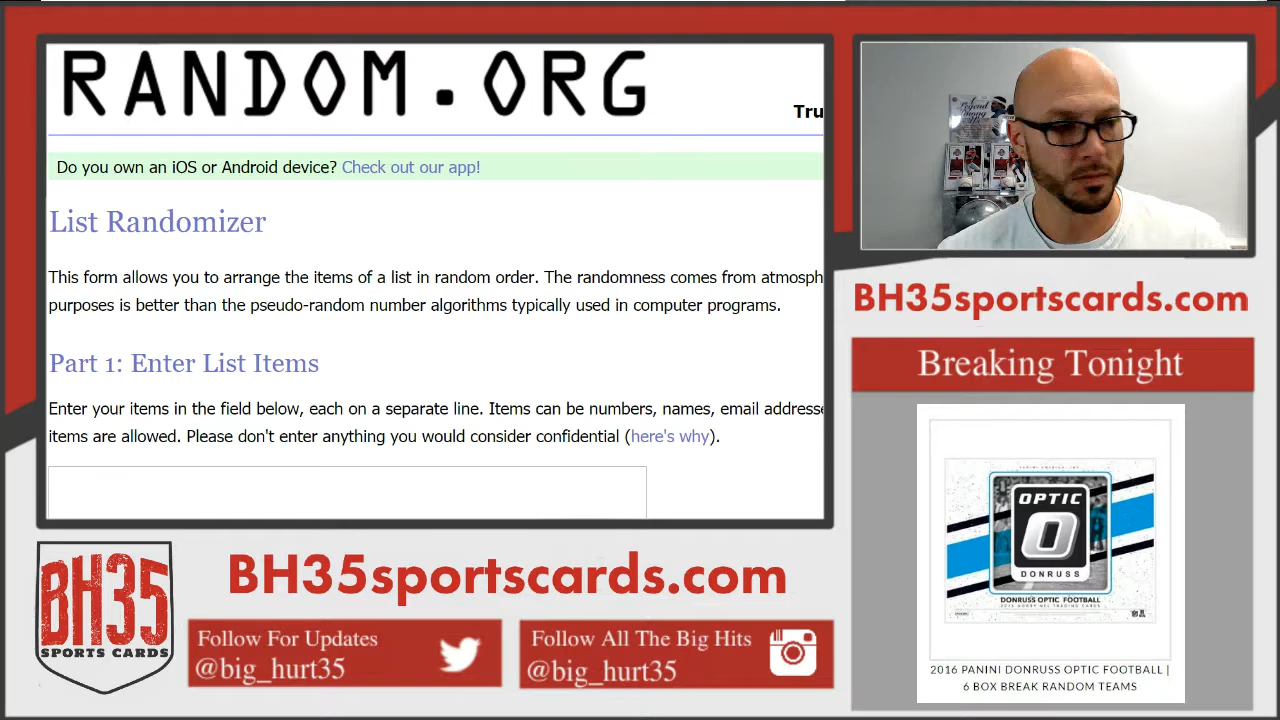 RANDOM.ORG
Tru
Do you own an iOS or Android device? Check out our app!
List Randomizer
This form allows you to arrange the items of a list in random order. The randomness comes from atmosph
purposes is better than the pseudo-random number algorithms typically used in computer programs.
Part 1: Enter List Items
Enter your items in the field below, each on a separate line. Items can be numbers, names, email addresse
items are allowed. Please don't enter anything you would consider confidential (here's why).
BH35sportscards.com
Breaking Tonight
OPTIC
DONRUSS
DONRUSS OPTIC FOOTBALL
2016 HOBBY NFL TRADING CARDS
2016 PANINI DONRUSS OPTIC FOOTBALL |
6 BOX BREAK RANDOM TEAMS
BH35
SPORTS CARDS
BH35sportscards.com
Follow For Updates
@big_hurt35
Follow All The Big Hits
@big_hurt35